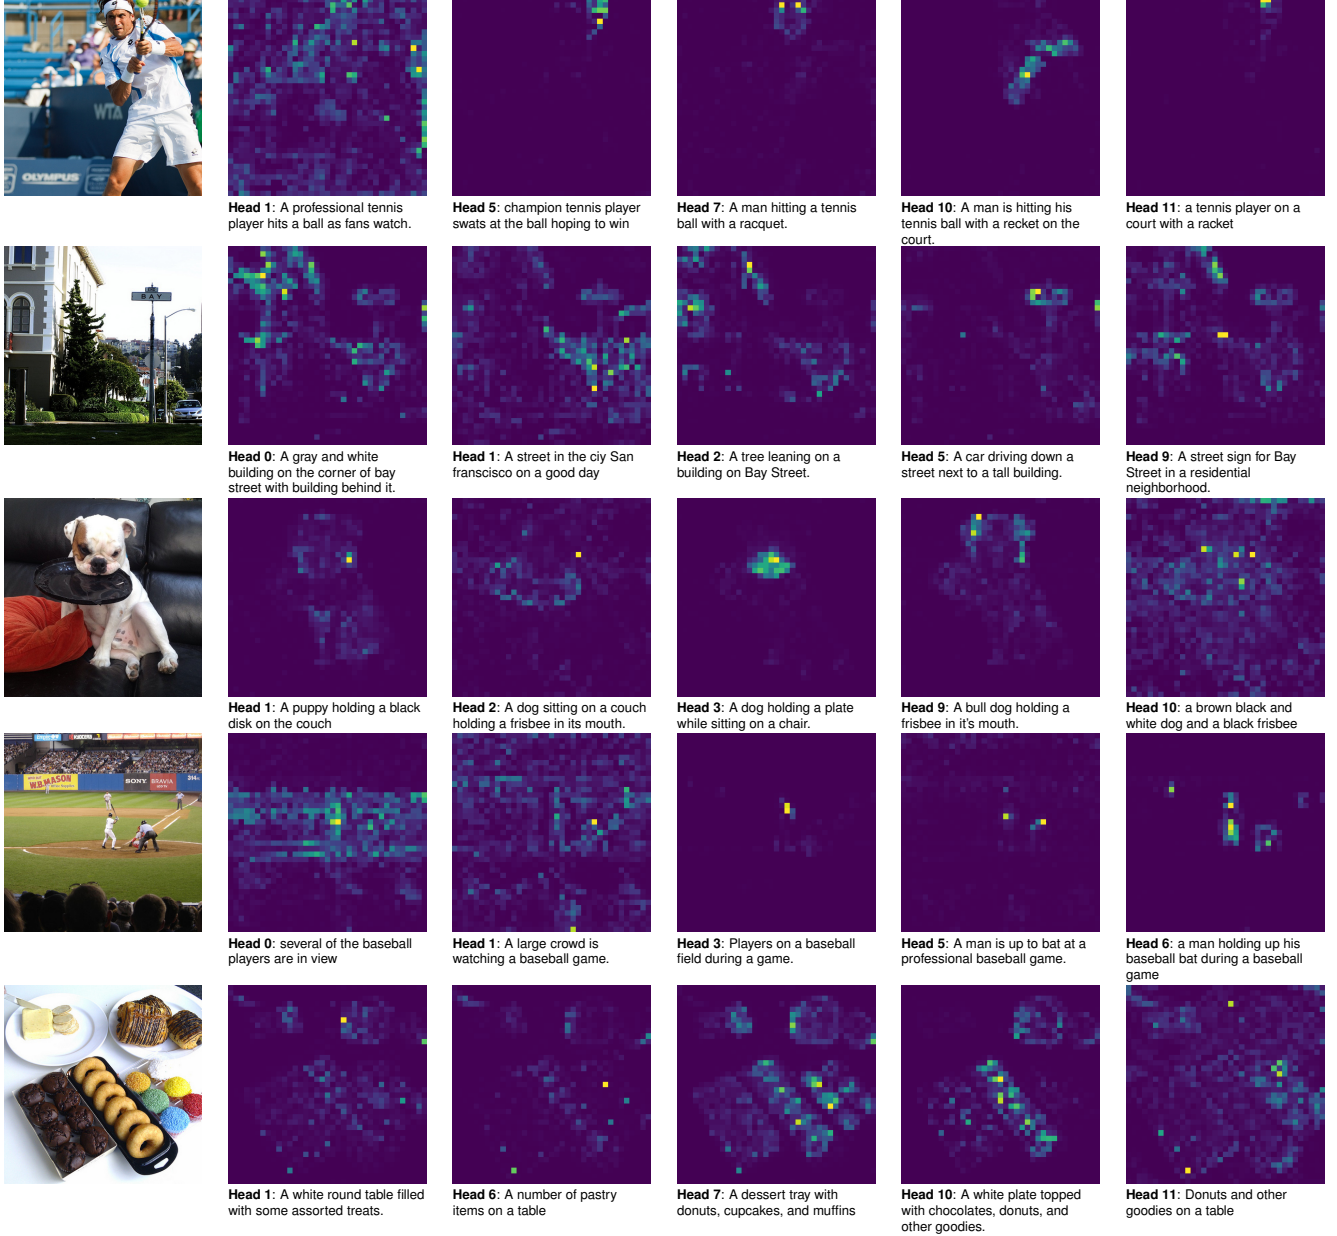 WTA
OLYMPUS
Head 1: A professional tennis
player hits a ball as fans watch.
Head 5: champion tennis player
swats at the ball hoping to win
Head 7: A man hitting a tennis
ball with a racquet.
Head 10: A man is hitting his
tennis ball with a recket on the
court.
Head 11: a tennis player on a
court with a racket
BAY
Head 0: A gray and white
building on the corner of bay
street with building behind it.
Head 1: A street in the ciy San
franscisco on a good day
Head 2: A tree leaning on a
building on Bay Street.
Head 5: A car driving down a
street next to a tall building.
Head 9: A street sign for Bay
Street in a residential
neighborhood.
Head 1: A puppy holding a black
disk on the couch
Head 2: A dog sitting on a couch
holding a frisbee in its mouth.
Head 3: A dog holding a plate
while sitting on a chair.
Head 9: A bull dog holding a
frisbee in it's mouth.
Head 10: a brown black and
white dog and a black frisbee
W.B.MASON
SONY
BRAVIA
Head 0: several of the baseball
players are in view
Head 1: A large crowd is
watching a baseball game.
Head 3: Players on a baseball
field during a game.
Head 5: A man is up to bat at a
professional baseball game.
Head 6: a man holding up his
baseball bat during a baseball
game
Head 1: A white round table filled
with some assorted treats.
Head 6: A number of pastry
items on a table
Head 7: A dessert tray with
donuts, cupcakes, and muffins
Head 10: A white plate topped
with chocolates, donuts, and
other goodies.
Head 11: Donuts and other
goodies on a table